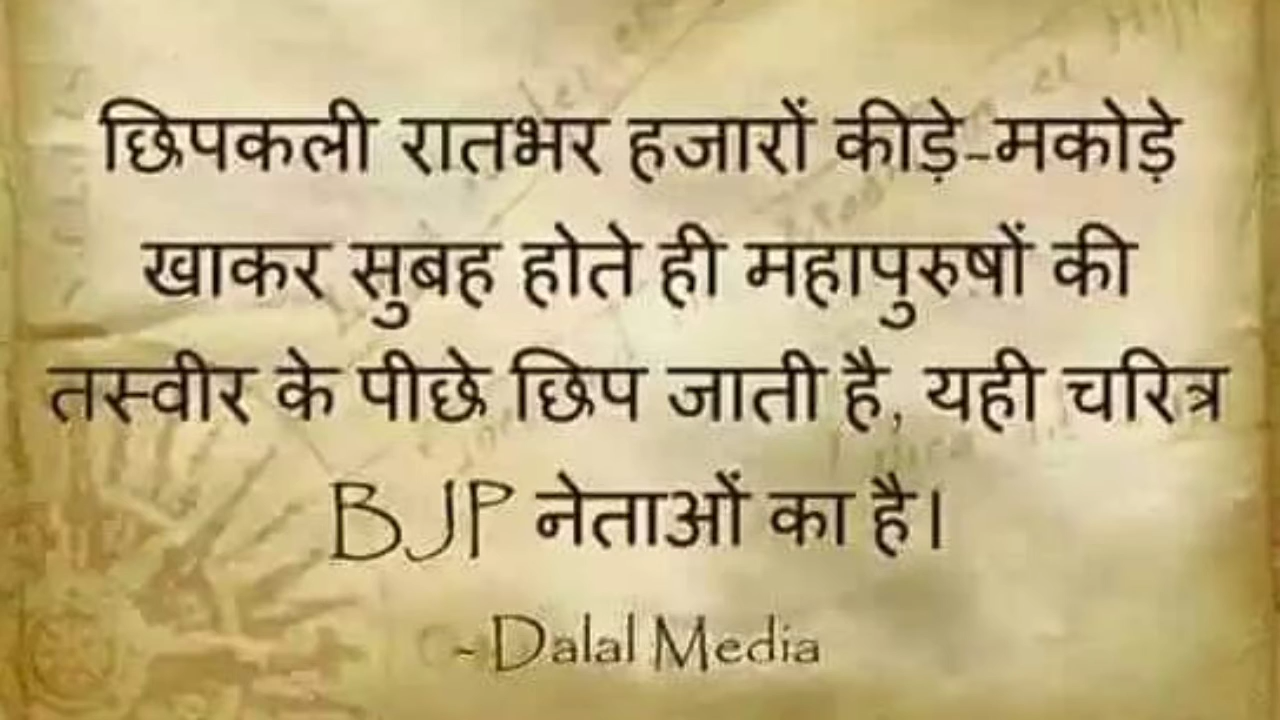 छिपकली रातभर हजारों कीड़े-मकोड़े
खाकर सुबह होते ही महापुरुषों की
तस्वीर के पीछे छिप जाती है, यही चरित्र
BJP नेताओं का है।
- Dalal Media